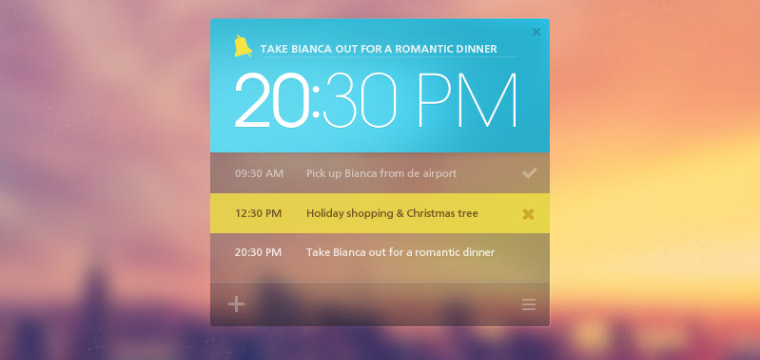 TAKE BIANCA OUT FOR A ROMANTIC DINNER
20:30 PM
09:30 AM Pick up Bianca from de airport
12:30 PM Holiday shopping & Christmas tree
20:30 PM Take Bianca out for a romantic dinner